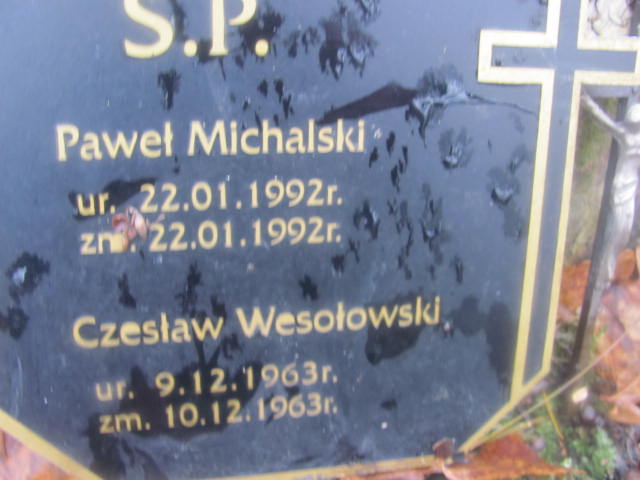 Ś.P.
Paweł Michalski
ur. 22.01.1992r.
zm. 22.01.1992r.
Czesław Wesołowski
ur. 9.12.1963r.
zm. 10.12.1963r.